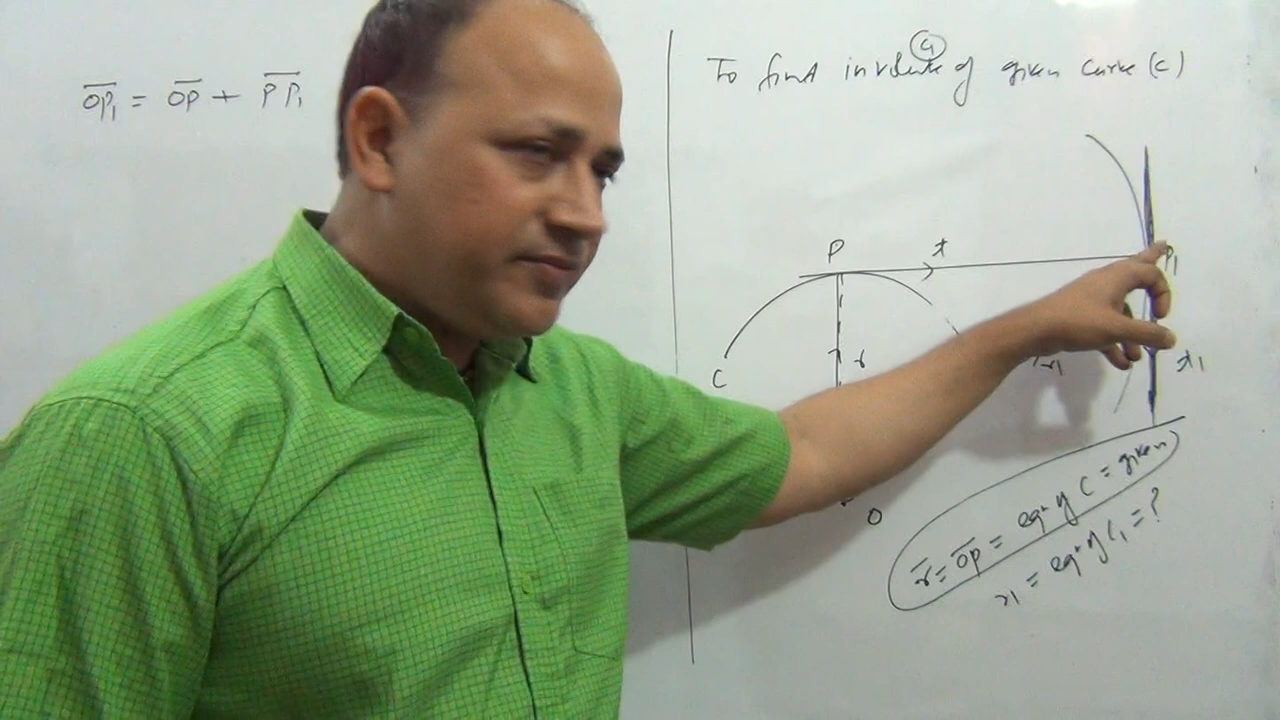 OP₁ = OP + PP₁
(C₁)
To find involute of given curve (c)
P
t
P₁
C
r
r₁
t₁
O
r = OP = eqⁿ of C = given
r₁ = eqⁿ of C₁ = ?